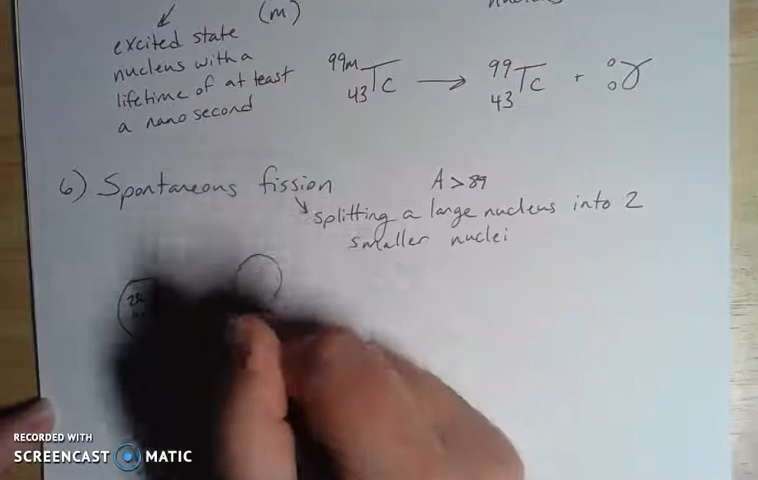 (m)
excited state
nucleus with a
lifetime of at least
a nano second
99m 43 Tc → 99 43 Tc + 0 0 γ
6) Spontaneous fission A > 89
splitting a large nucleus into 2
smaller nuclei
RECORDED WITH
SCREENCAST MATIC